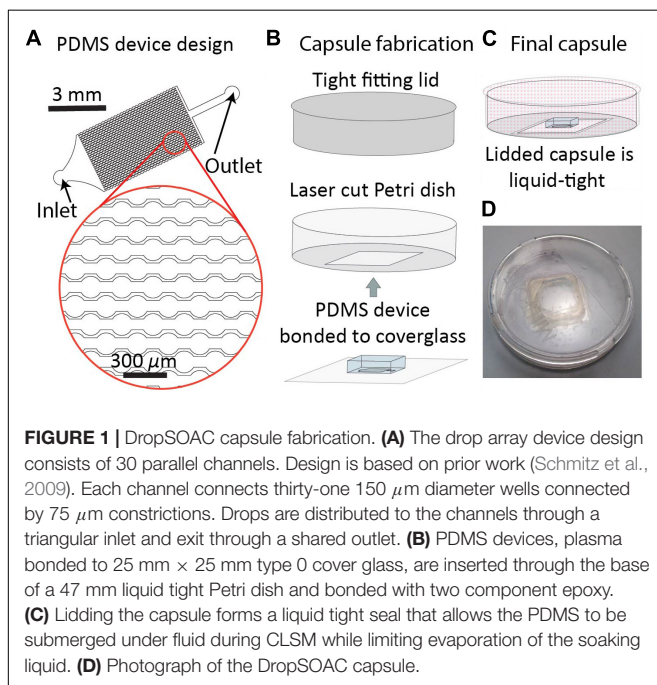 A
PDMS device design
3 mm
Outlet
Inlet
300 µm
B
Capsule fabrication
Tight fitting lid
Laser cut Petri dish
PDMS device
bonded to coverglass
C
Final capsule
Lidded capsule is
liquid-tight
D
FIGURE 1 | DropSOAC capsule fabrication. (A) The drop array device design
consists of 30 parallel channels. Design is based on prior work (Schmitz et al.,
2009). Each channel connects thirty-one 150 µm diameter wells connected
by 75 µm constrictions. Drops are distributed to the channels through a
triangular inlet and exit through a shared outlet. (B) PDMS devices, plasma
bonded to 25 mm × 25 mm type 0 cover glass, are inserted through the base
of a 47 mm liquid tight Petri dish and bonded with two component epoxy.
(C) Lidding the capsule forms a liquid tight seal that allows the PDMS to be
submerged under fluid during CLSM while limiting evaporation of the soaking
liquid. (D) Photograph of the DropSOAC capsule.